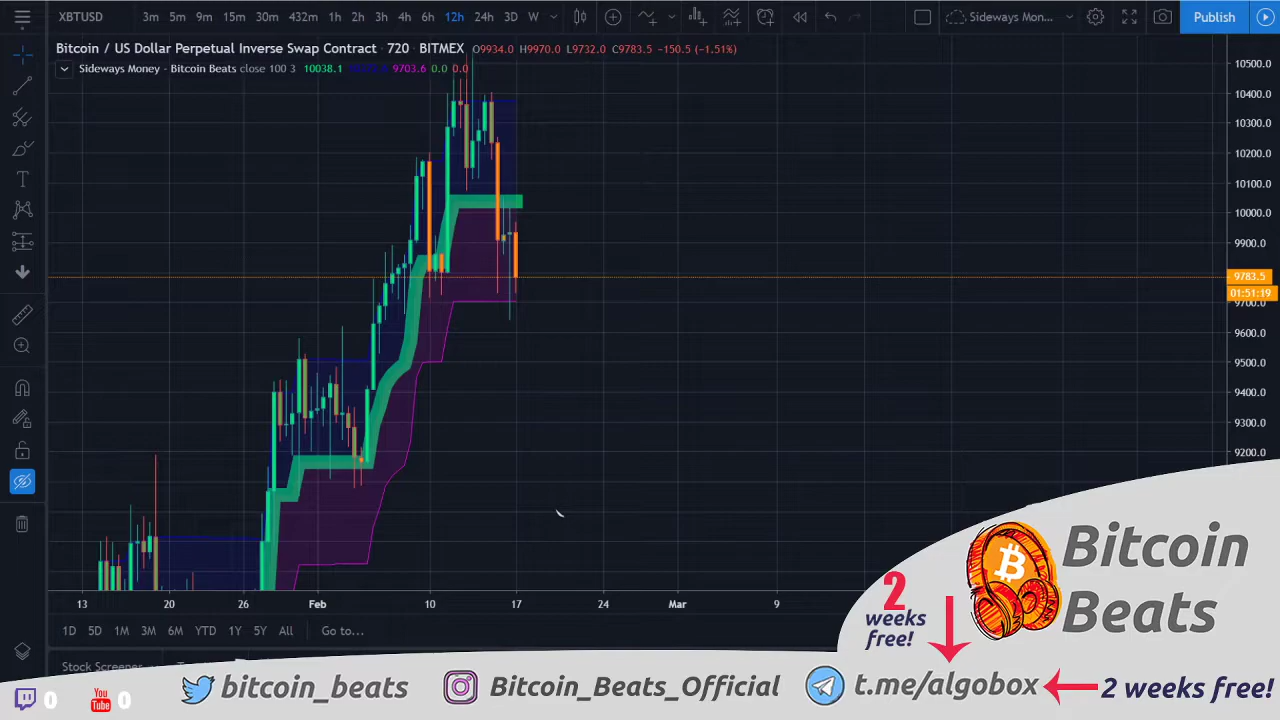 XBTUSD 3m 5m 9m 15m 30m 432m 1h 2h 3h 4h 6h 12h 24h 3D W Sideways Mon... Publish
Bitcoin / US Dollar Perpetual Inverse Swap Contract · 720 · BITMEX O9934.0 H9970.0 L9732.0 C9783.5 −150.5 (−1.51%)
Sideways Money - Bitcoin Beats close 100 3 10038.1 9703.6 0.0 0.0
10500.0
10400.0
10300.0
10200.0
10100.0
10000.0
9900.0
9783.5
01:51:19
9700.0
9600.0
9500.0
9400.0
9300.0
9200.0
13 20 26 Feb 10 17 24 Mar 9
1D 5D 1M 3M 6M YTD 1Y 5Y All Go to...
Stock Screener
Bitcoin
Beats
2
weeks
free!
0
You
Tube
0
bitcoin_beats
Bitcoin_Beats_Official
t.me/algobox
2 weeks free!